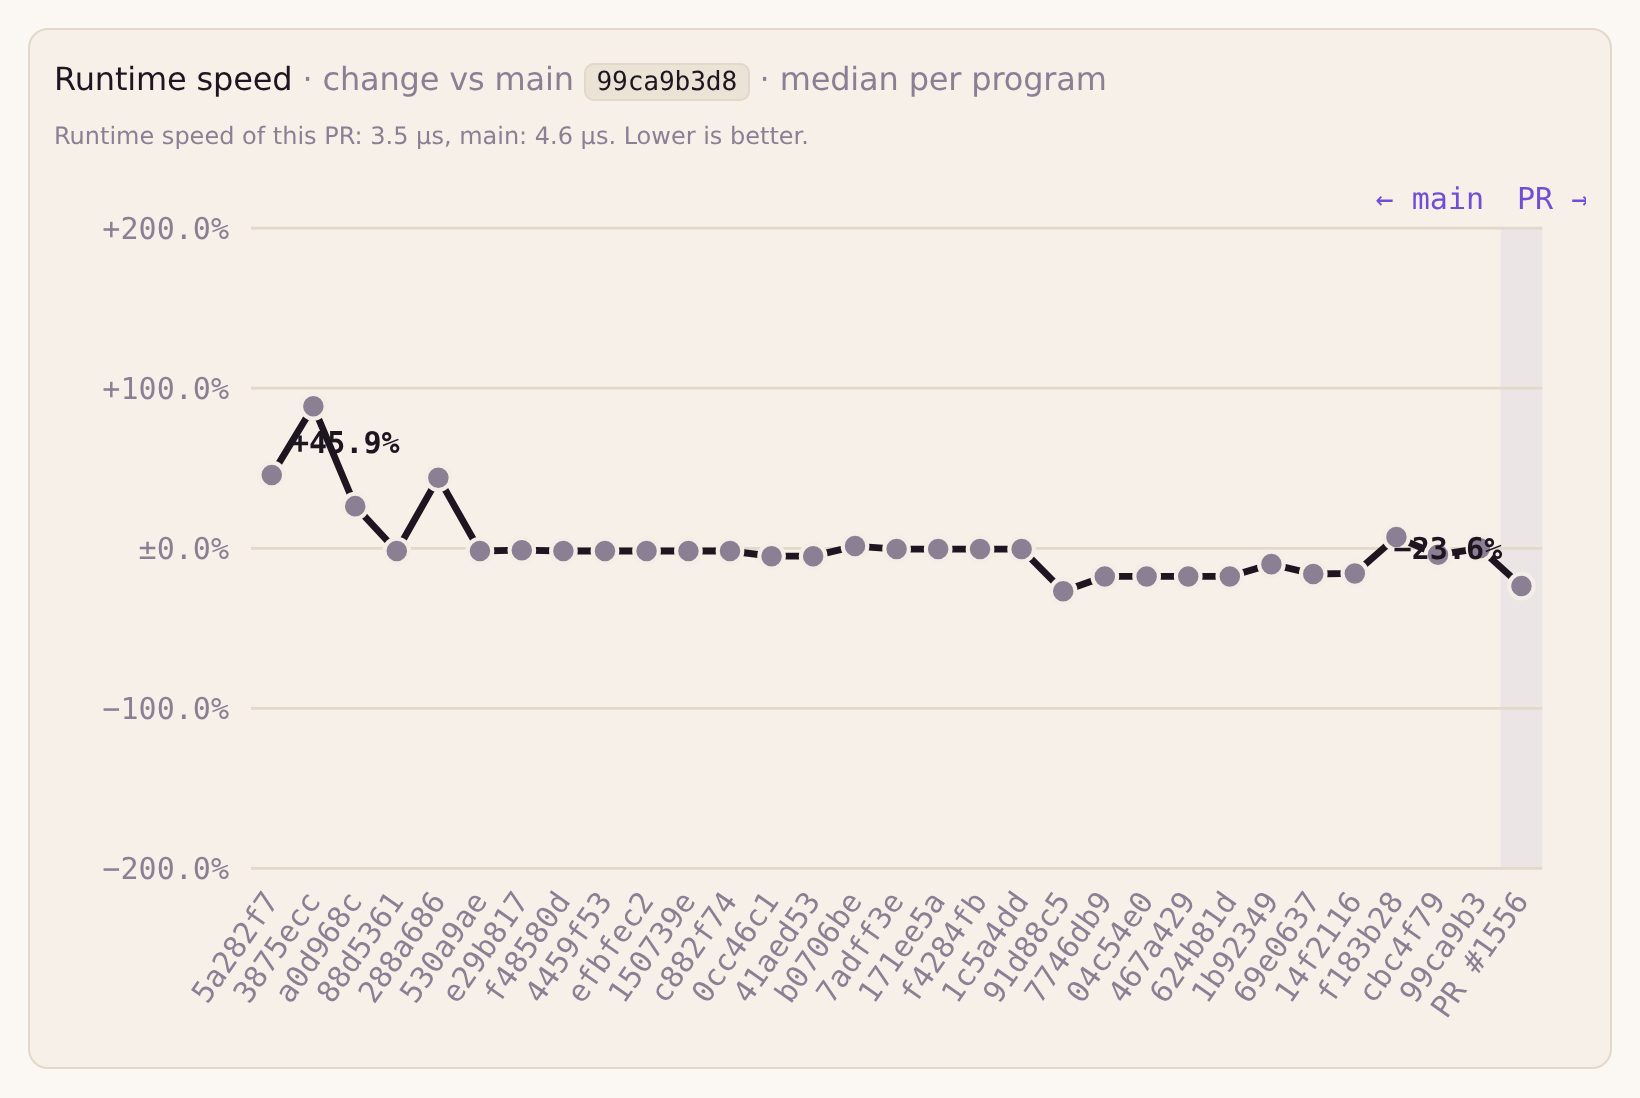 Runtime speed · change vs main 99ca9b3d8 · median per program
Runtime speed of this PR: 3.5 µs, main: 4.6 µs. Lower is better.
← main PR →
+200.0%
+100.0%
+45.9%
±0.0%
−23.6%
−100.0%
−200.0%
5a282f7
3875ecc
a0d968c
88d5361
288a686
530a9ae
e29b817
f48580d
4459f53
efbfec2
150739e
c882f74
0cc46c1
41aed53
b0706be
7adff3e
171ee5a
f4284fb
1c5a4dd
91d88c5
7746db9
04c54e0
467a429
624b81d
1b92349
69e0637
14f2116
f183b28
cbc4f79
99ca9b3
PR #1556